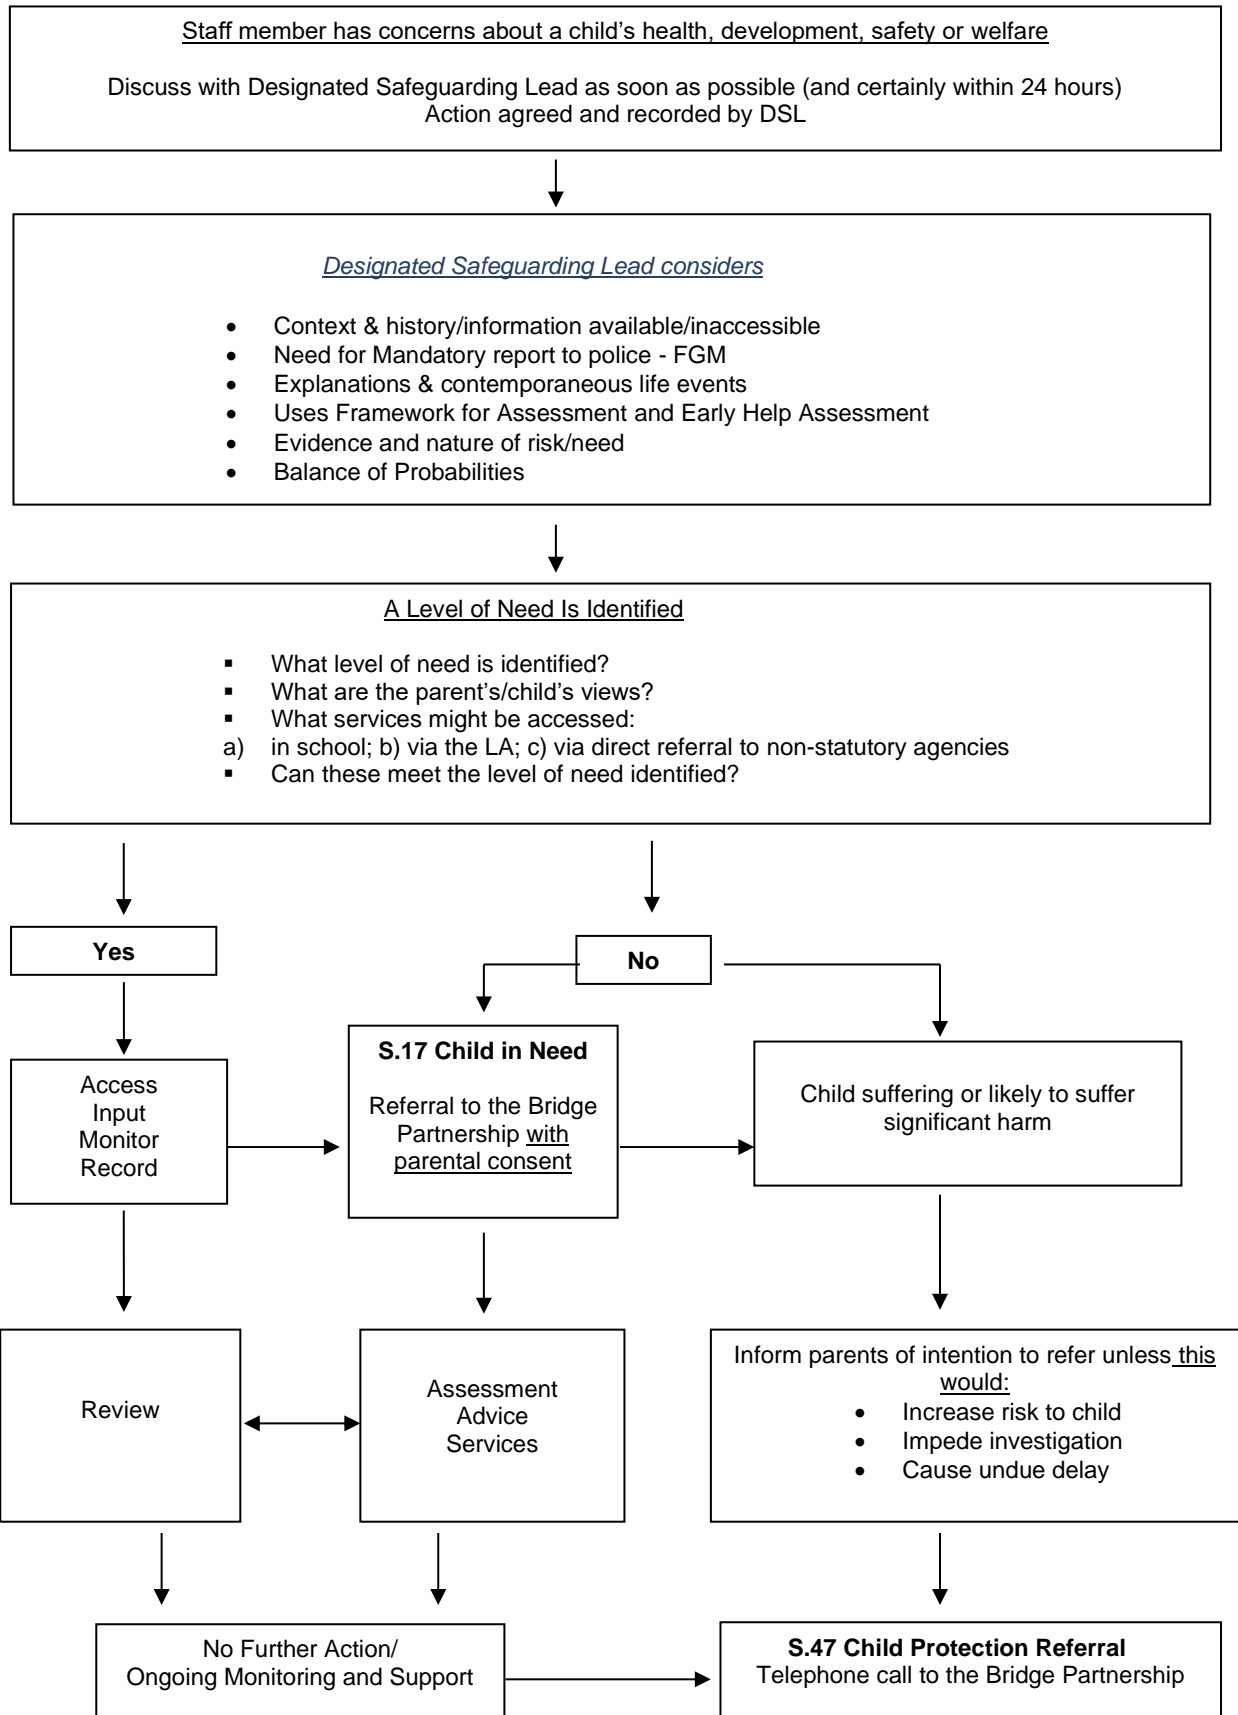 Staff member has concerns about a child’s health, development, safety or welfare
Discuss with Designated Safeguarding Lead as soon as possible (and certainly within 24 hours)
Action agreed and recorded by DSL
Designated Safeguarding Lead considers
• Context & history/information available/inaccessible
• Need for Mandatory report to police - FGM
• Explanations & contemporaneous life events
• Uses Framework for Assessment and Early Help Assessment
• Evidence and nature of risk/need
• Balance of Probabilities
A Level of Need Is Identified
▪ What level of need is identified?
▪ What are the parent’s/child’s views?
▪ What services might be accessed:
a) in school; b) via the LA; c) via direct referral to non-statutory agencies
▪ Can these meet the level of need identified?
Yes
No
Access
Input
Monitor
Record
S.17 Child in Need
Referral to the Bridge
Partnership with
parental consent
Child suffering or likely to suffer
significant harm
Review
Assessment
Advice
Services
Inform parents of intention to refer unless this
would:
• Increase risk to child
• Impede investigation
• Cause undue delay
No Further Action/
Ongoing Monitoring and Support
S.47 Child Protection Referral
Telephone call to the Bridge Partnership